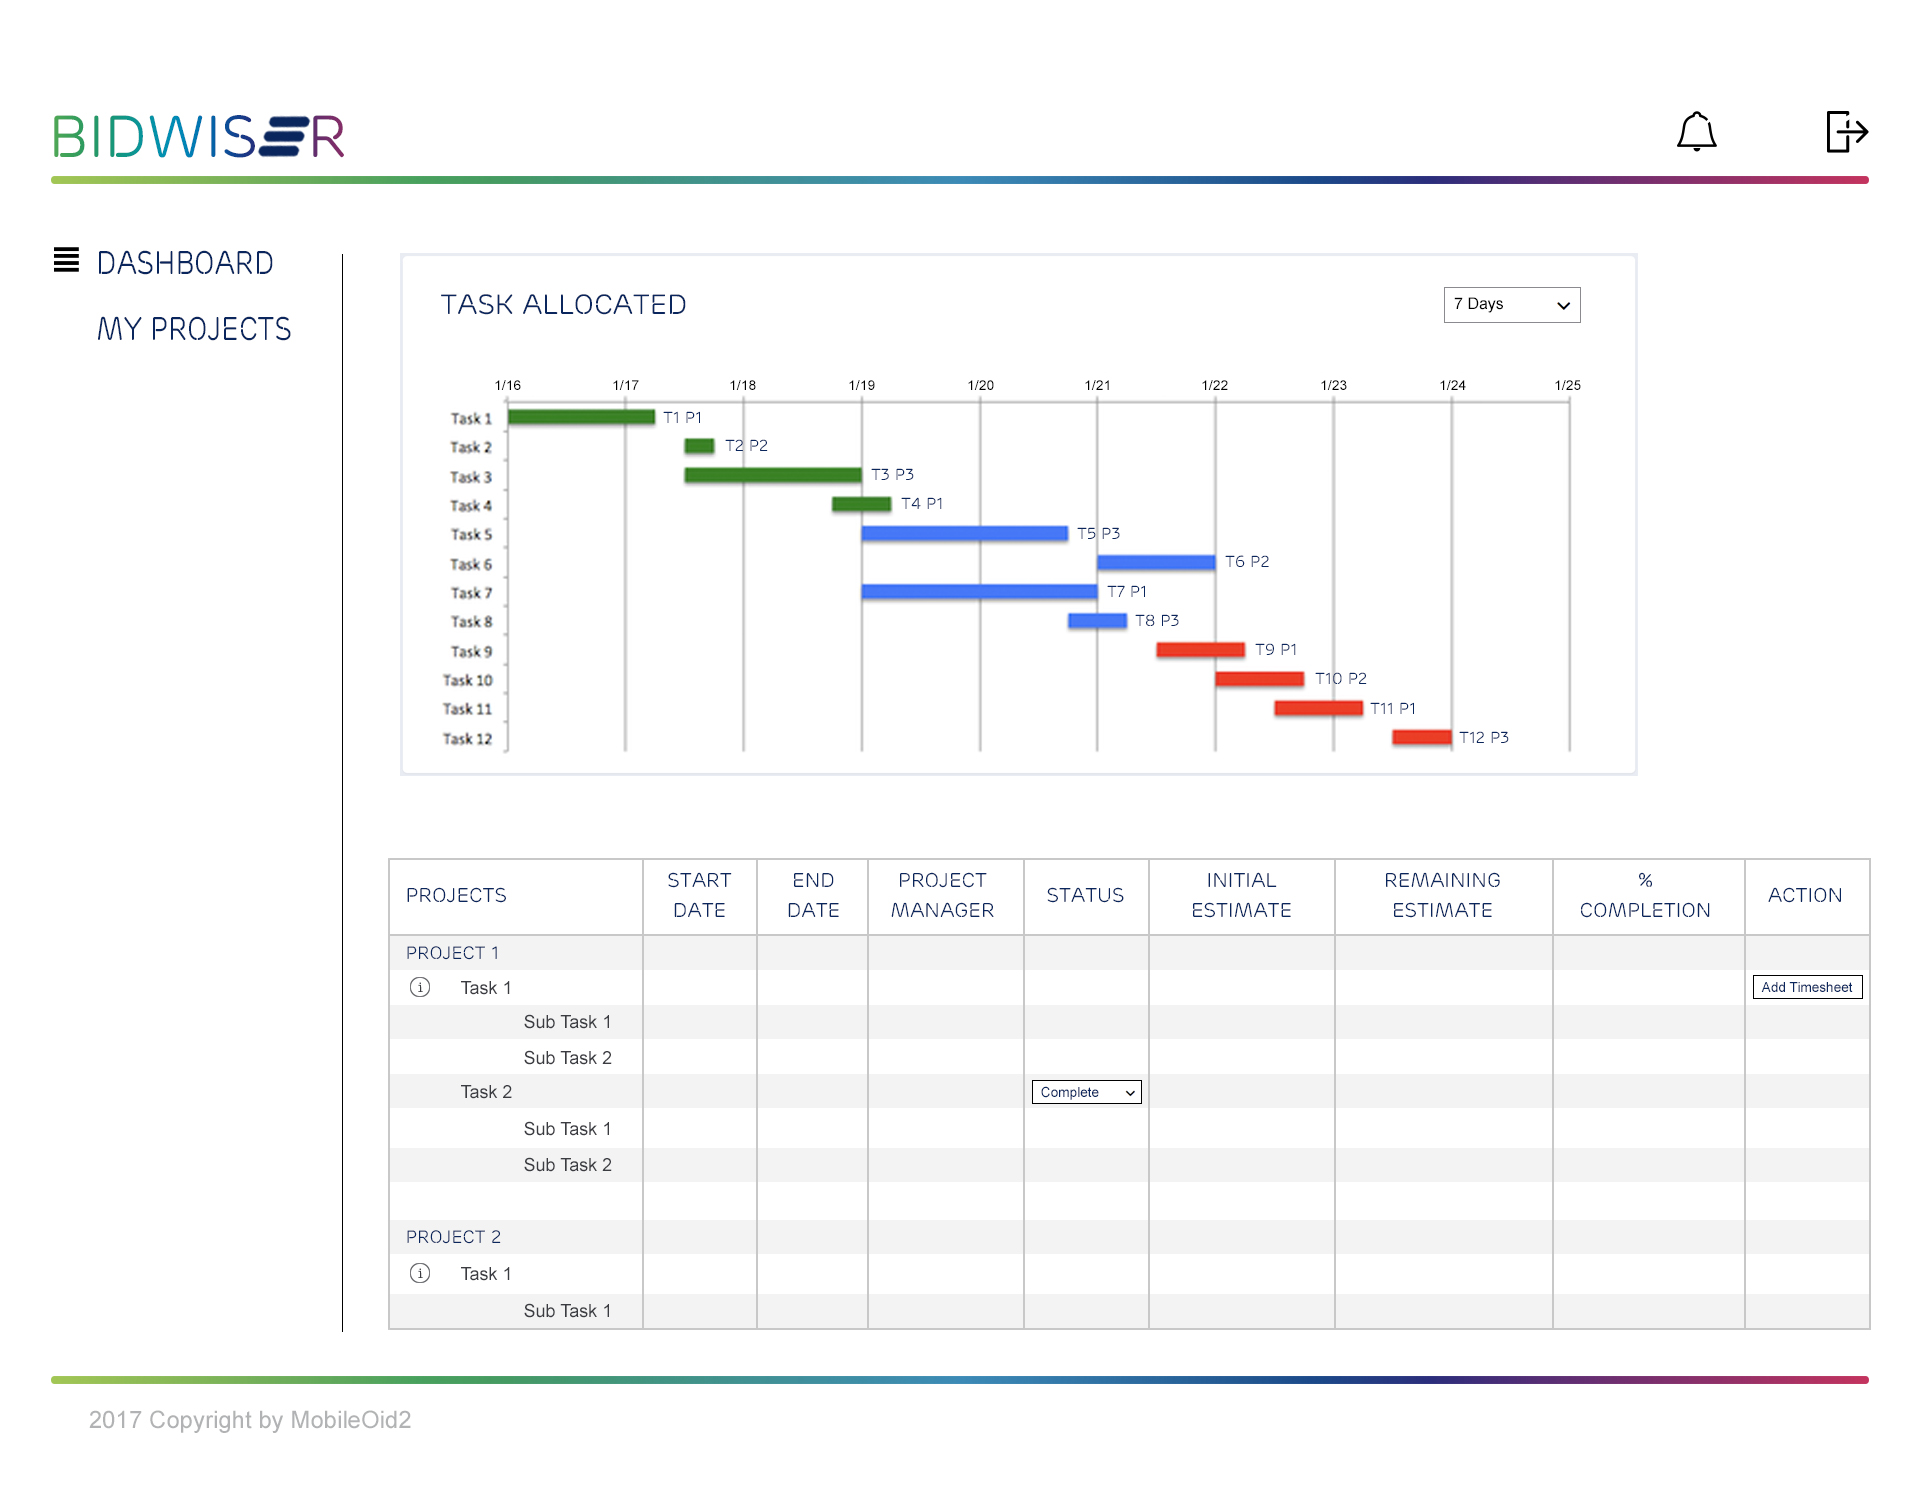 BIDWISER
DASHBOARD
MY PROJECTS
TASK ALLOCATED
7 Days
1/16 1/17 1/18 1/19 1/20 1/21 1/22 1/23 1/24 1/25
Task 1 T1 P1
Task 2 T2 P2
Task 3 T3 P3
Task 4 T4 P1
Task 5 T5 P3
Task 6 T6 P2
Task 7 T7 P1
Task 8 T8 P3
Task 9 T9 P1
Task 10 T10 P2
Task 11 T11 P1
Task 12 T12 P3
PROJECTS START DATE END DATE PROJECT MANAGER STATUS INITIAL ESTIMATE REMAINING ESTIMATE % COMPLETION ACTION
PROJECT 1
i Task 1 Add Timesheet
Sub Task 1
Sub Task 2
Task 2 Complete
Sub Task 1
Sub Task 2
PROJECT 2
i Task 1
Sub Task 1
2017 Copyright by MobileOid2